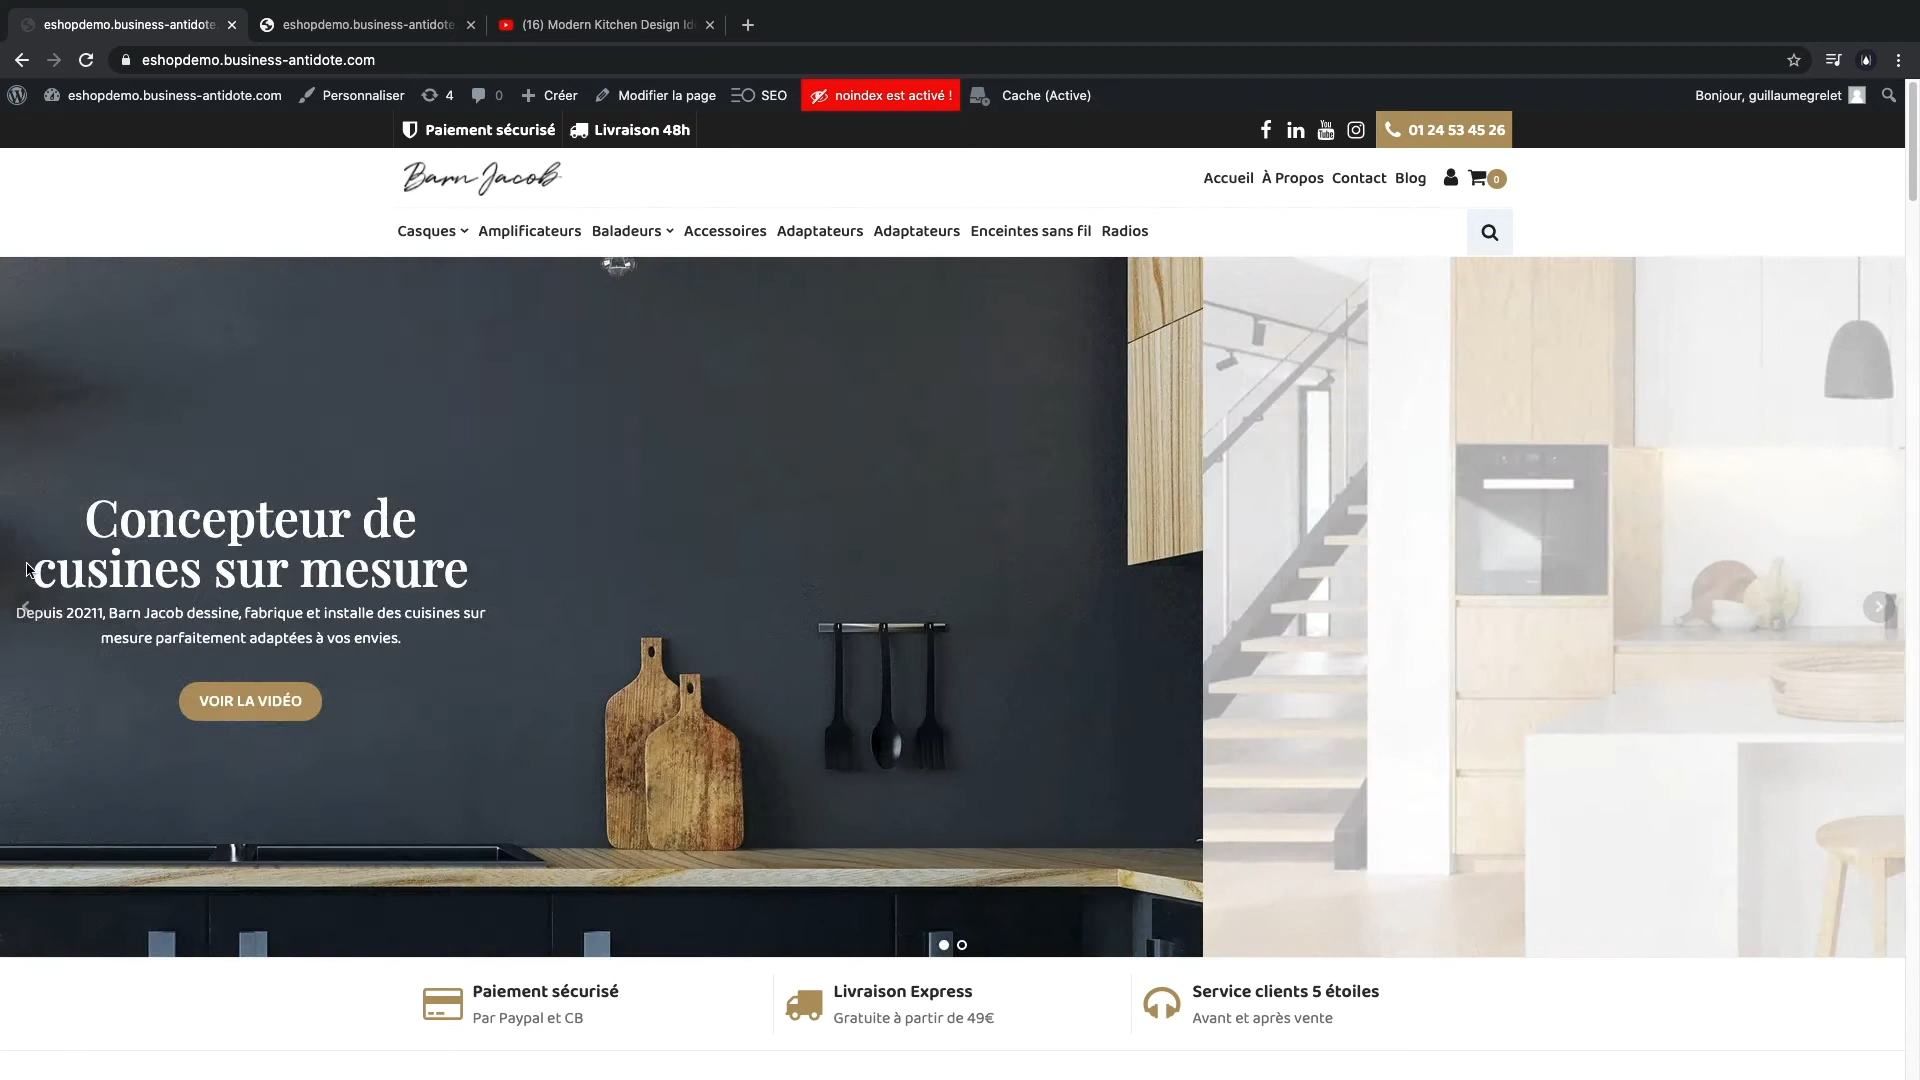 eshopdemo.business-antidote.
eshopdemo.business-antidote.
(16) Modern Kitchen Design Id
eshopdemo.business-antidote.com
eshopdemo.business-antidote.com
Personnaliser
4
0
Créer
Modifier la page
SEO
noindex est activé !
Cache (Active)
Bonjour, guillaumegrelet
Paiement sécurisé
Livraison 48h
You Tube
01 24 53 45 26
Barn Jacob
Accueil
À Propos
Contact
Blog
0
Casques
Amplificateurs
Baladeurs
Accessoires
Adaptateurs
Adaptateurs
Enceintes sans fil
Radios
Concepteur de
cusines sur mesure
Depuis 20211, Barn Jacob dessine, fabrique et installe des cuisines sur
mesure parfaitement adaptées à vos envies.
VOIR LA VIDÉO
Paiement sécurisé
Par Paypal et CB
Livraison Express
Gratuite à partir de 49€
Service clients 5 étoiles
Avant et après vente